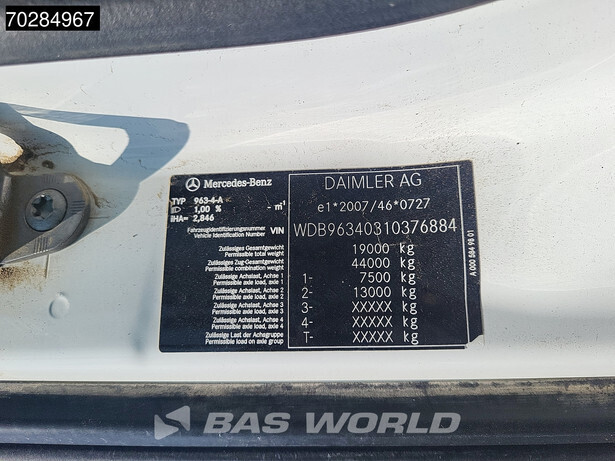 70284967
Mercedes-Benz
DAIMLER AG
TYP 963-4-A
1,00 % - m⁻¹
iHA= 2,846
e1*2007/46*0727
Fahrzeugidentifizierungsnummer
Vehicle Identification Number VIN WDB96340310376884
Zulässiges Gesamtgewicht
Permissible total weight 19000 kg
Zulässiges Zug-Gesamtgewicht
Permissible combination weight 44000 kg
Zulässige Achslast, Achse 1
Permissible axle load, axle 1 1- 7500 kg
Zulässige Achslast, Achse 2
Permissible axle load, axle 2 2- 13000 kg
Zulässige Achslast, Achse 3
Permissible axle load, axle 3 3- XXXXX kg
Zulässige Achslast, Achse 4
Permissible axle load, axle 4 4- XXXXX kg
Zulässige Last der Achsgruppe
Permissible load on axle group T- XXXXX kg
A 000 584 98 01
BAS WORLD